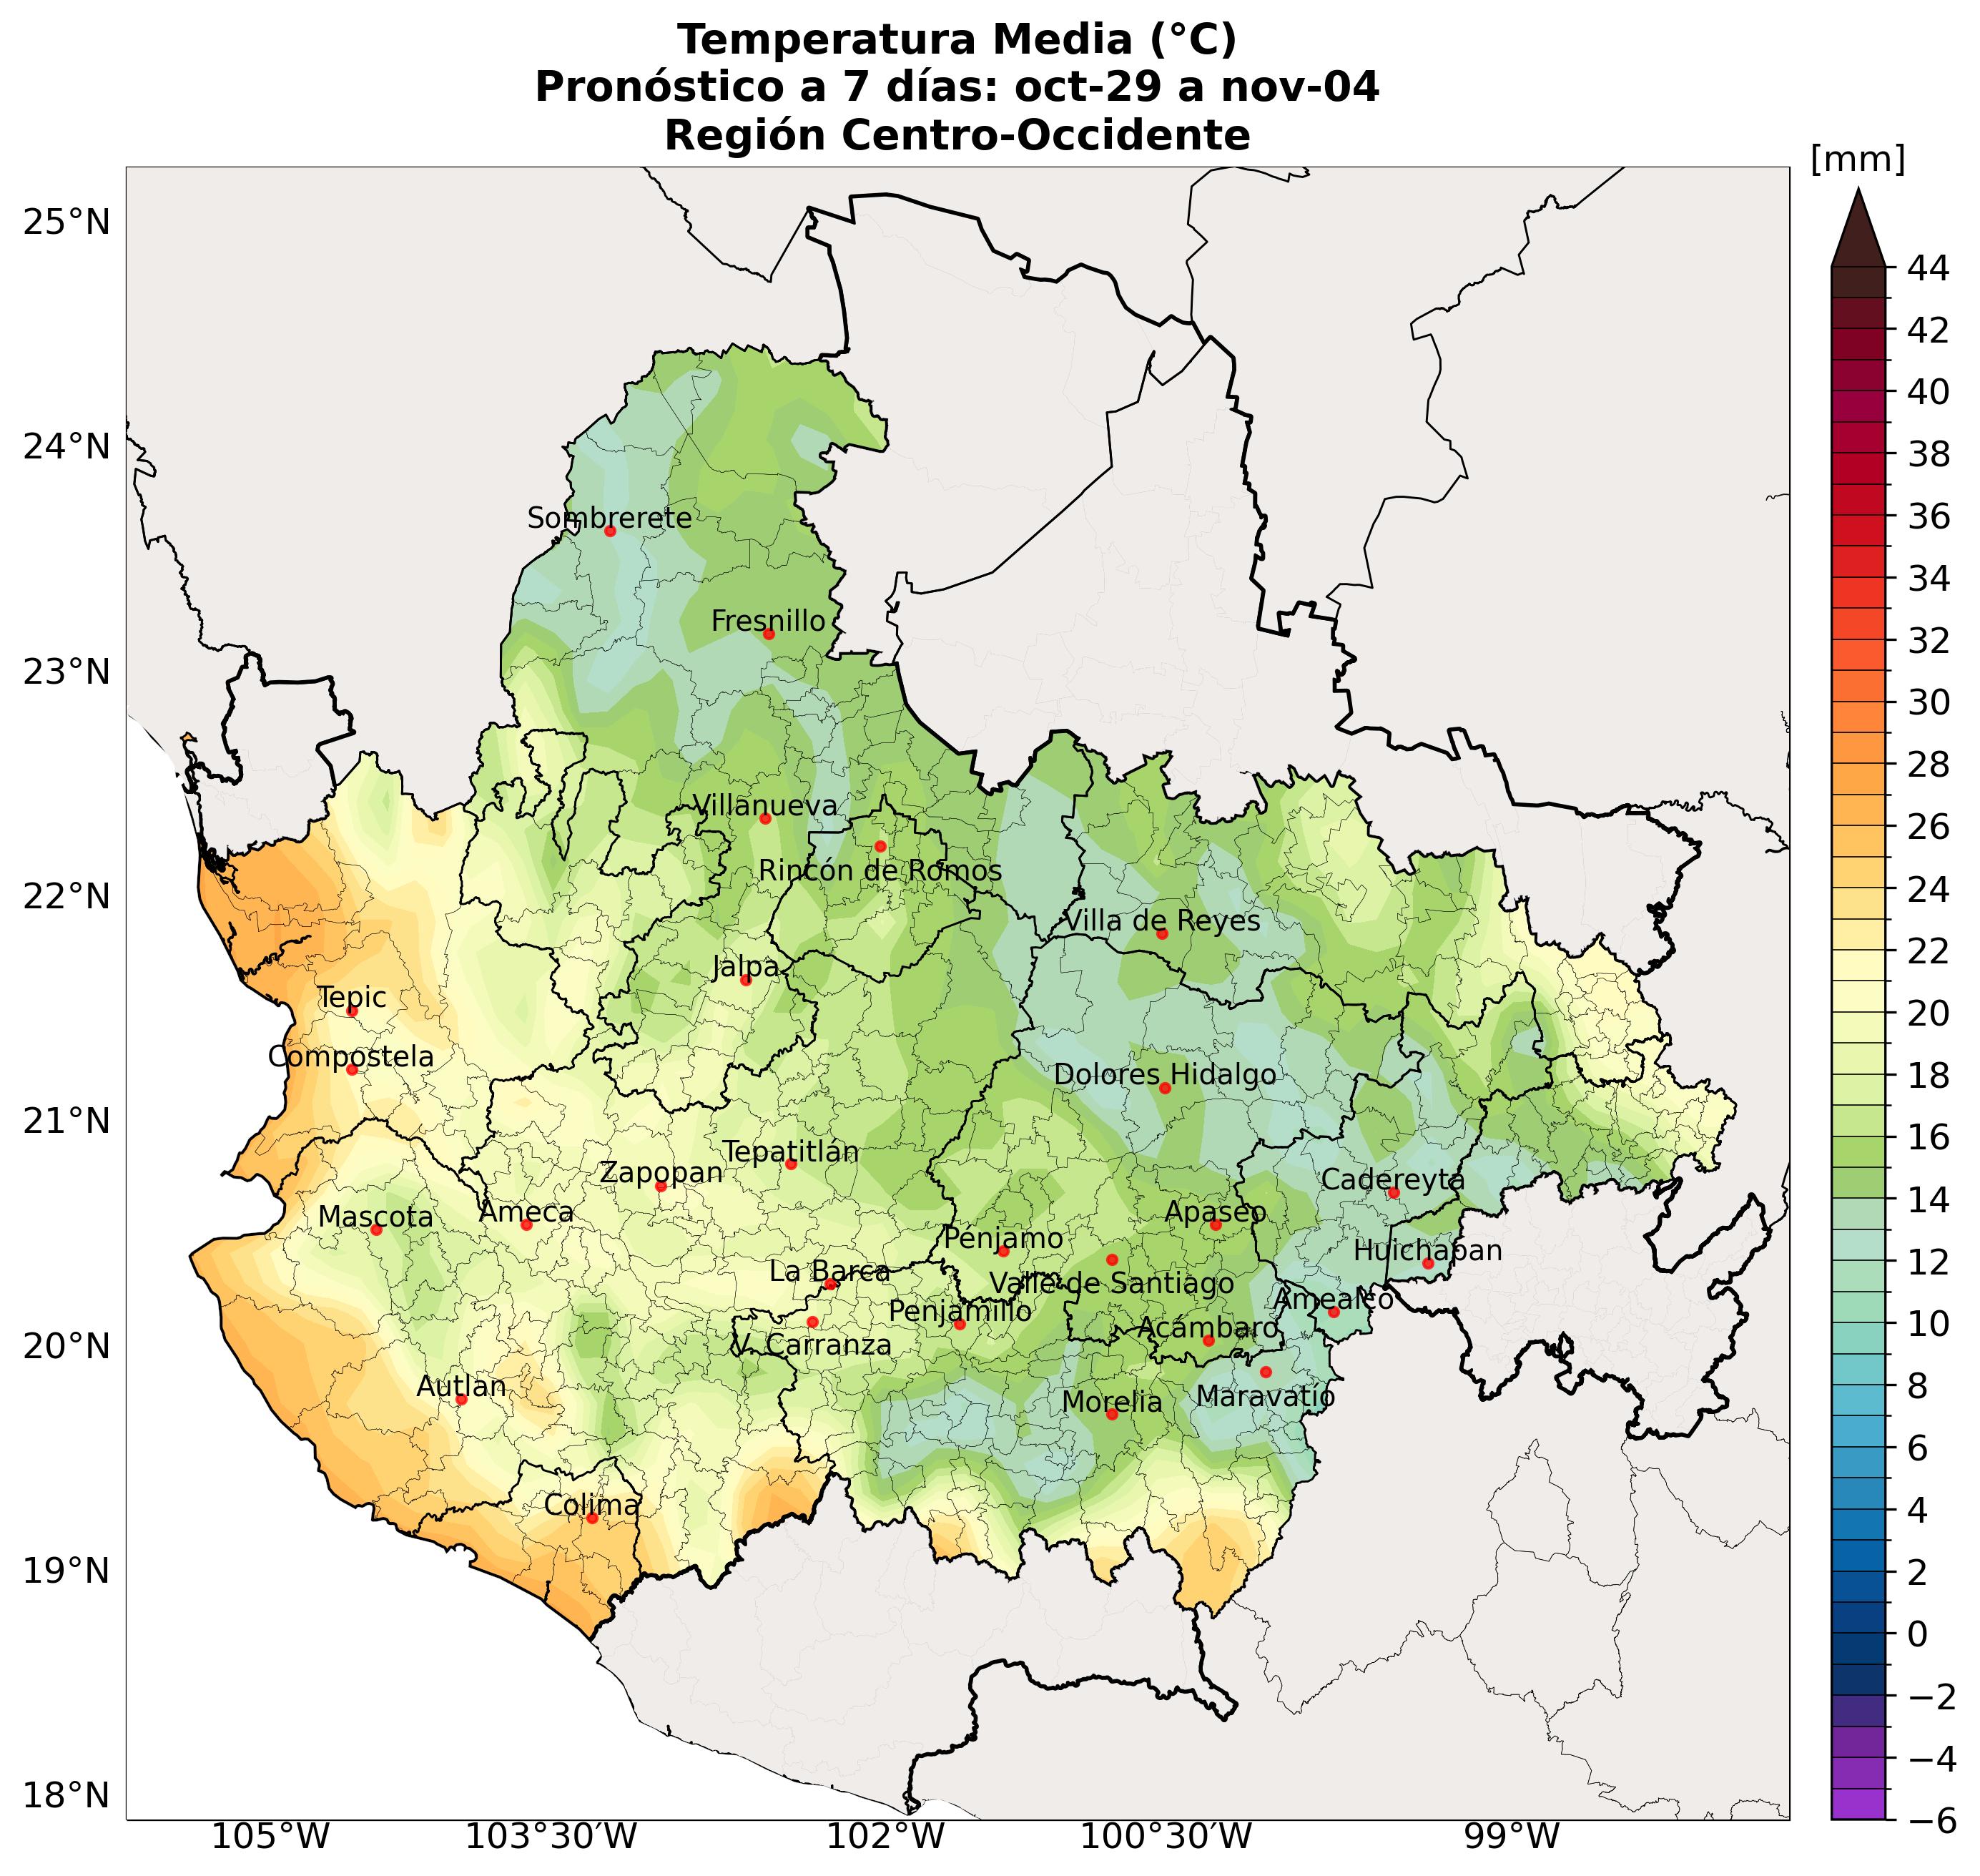 Temperatura Media (°C)
Pronóstico a 7 días: oct-29 a nov-04
Región Centro-Occidente
[mm]
25°N
24°N
23°N
22°N
21°N
20°N
19°N
18°N
Sombrerete
Fresnillo
Villanueva
Rincón de Romos
Villa de Reyes
Jalpa
Tepic
Compostela
Dolores Hidalgo
Tepatitlán
Zapopan
Cadereyta
Mascota
Ameca
Apaseo
Pénjamo
Huichapan
La Barca
Valle de Santiago
Amealco
Penjamillo
Acámbaro
V. Carranza
Autlan
Morelia
Maravatío
Colima
44
42
40
38
36
34
32
30
28
26
24
22
20
18
16
14
12
10
8
6
4
2
0
−2
−4
−6
105°W
103°30′W
102°W
100°30′W
99°W